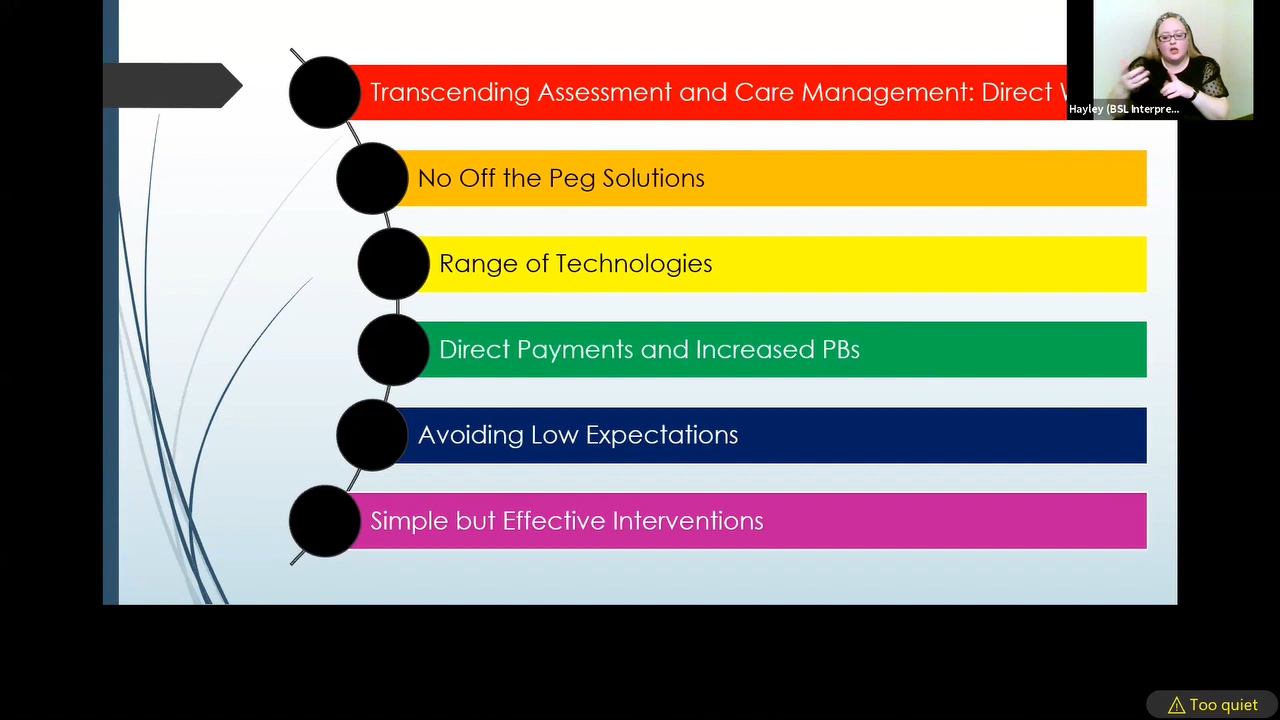 Transcending Assessment and Care Management: Direct
Hayley (BSL Interpre...
No Off the Peg Solutions
Range of Technologies
Direct Payments and Increased PBs
Avoiding Low Expectations
Simple but Effective Interventions
Too quiet